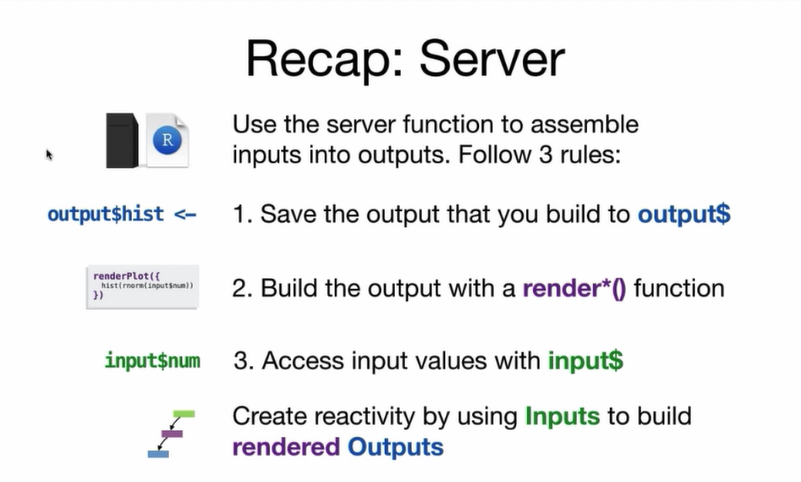 Recap: Server
R
Use the server function to assemble
inputs into outputs. Follow 3 rules:
output$hist <-
1. Save the output that you build to output$
renderPlot({
hist(rnorm(input$num))
})
2. Build the output with a render*() function
input$num
3. Access input values with input$
Create reactivity by using Inputs to build
rendered Outputs